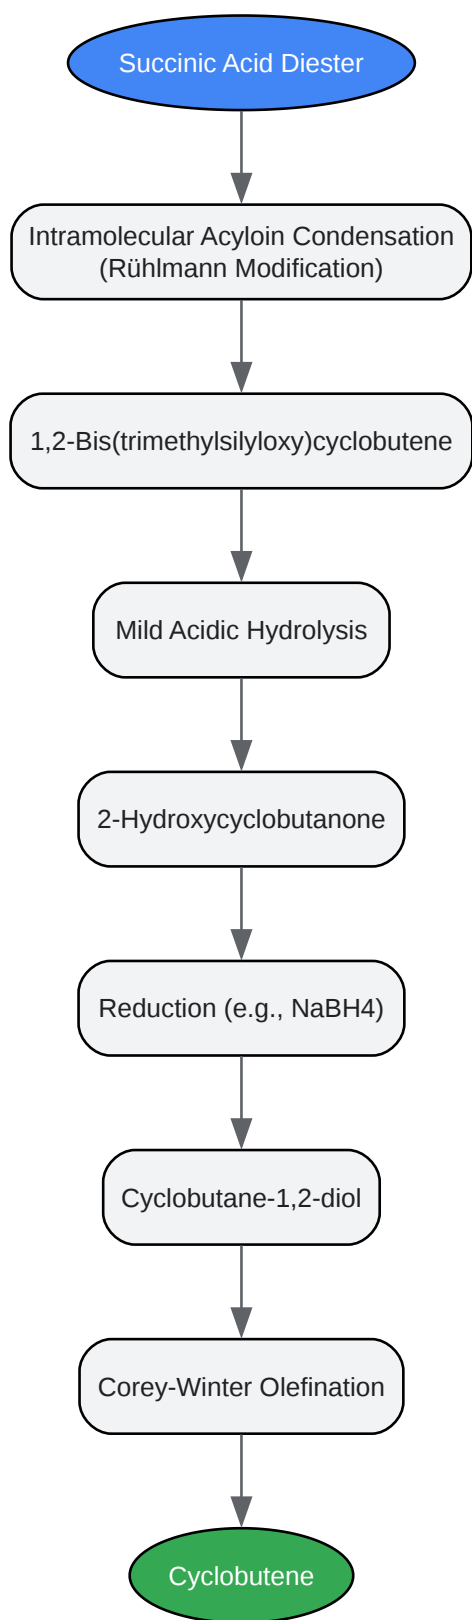 Succinic Acid Diester
Intramolecular Acyloin Condensation
(Rühlmann Modification)
1,2-Bis(trimethylsilyloxy)cyclobutene
Mild Acidic Hydrolysis
2-Hydroxycyclobutanone
Reduction (e.g., NaBH4)
Cyclobutane-1,2-diol
Corey-Winter Olefination
Cyclobutene